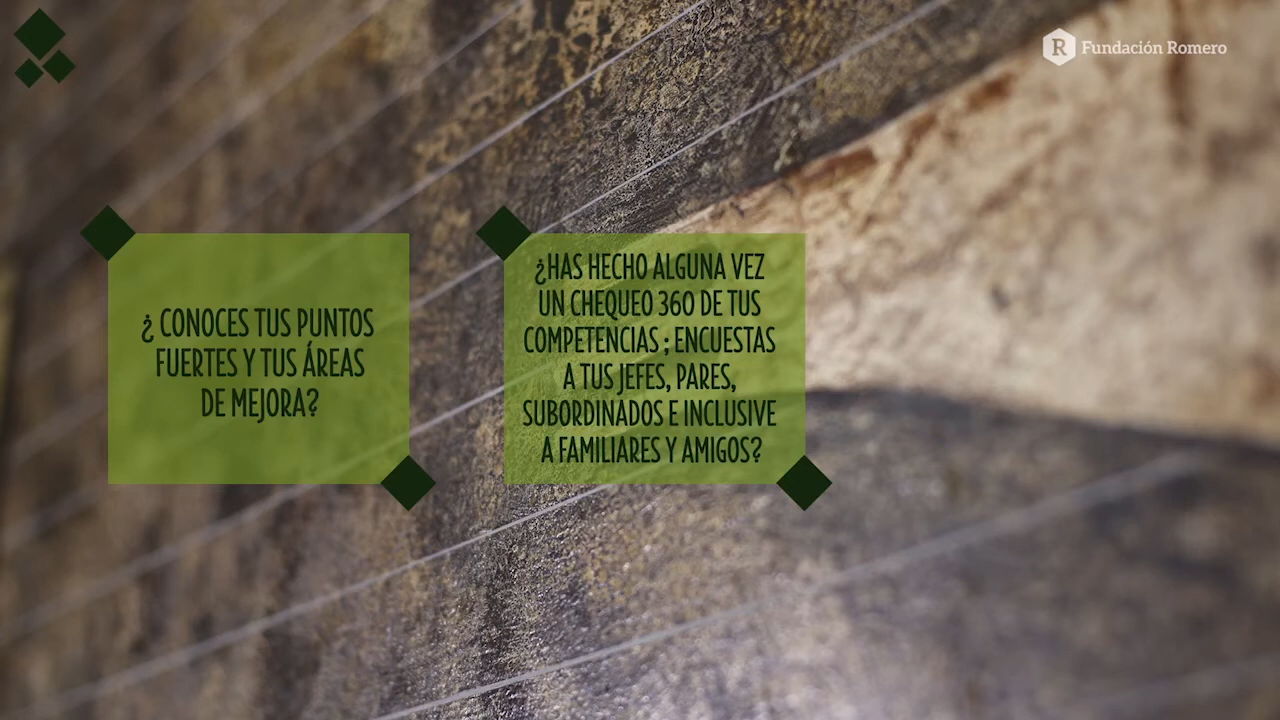 Fundación Romero
¿ CONOCES TUS PUNTOS
FUERTES Y TUS ÁREAS
DE MEJORA?
¿HAS HECHO ALGUNA VEZ
UN CHEQUEO 360 DE TUS
COMPETENCIAS ; ENCUESTAS
A TUS JEFES, PARES,
SUBORDINADOS E INCLUSIVE
A FAMILIARES Y AMIGOS?